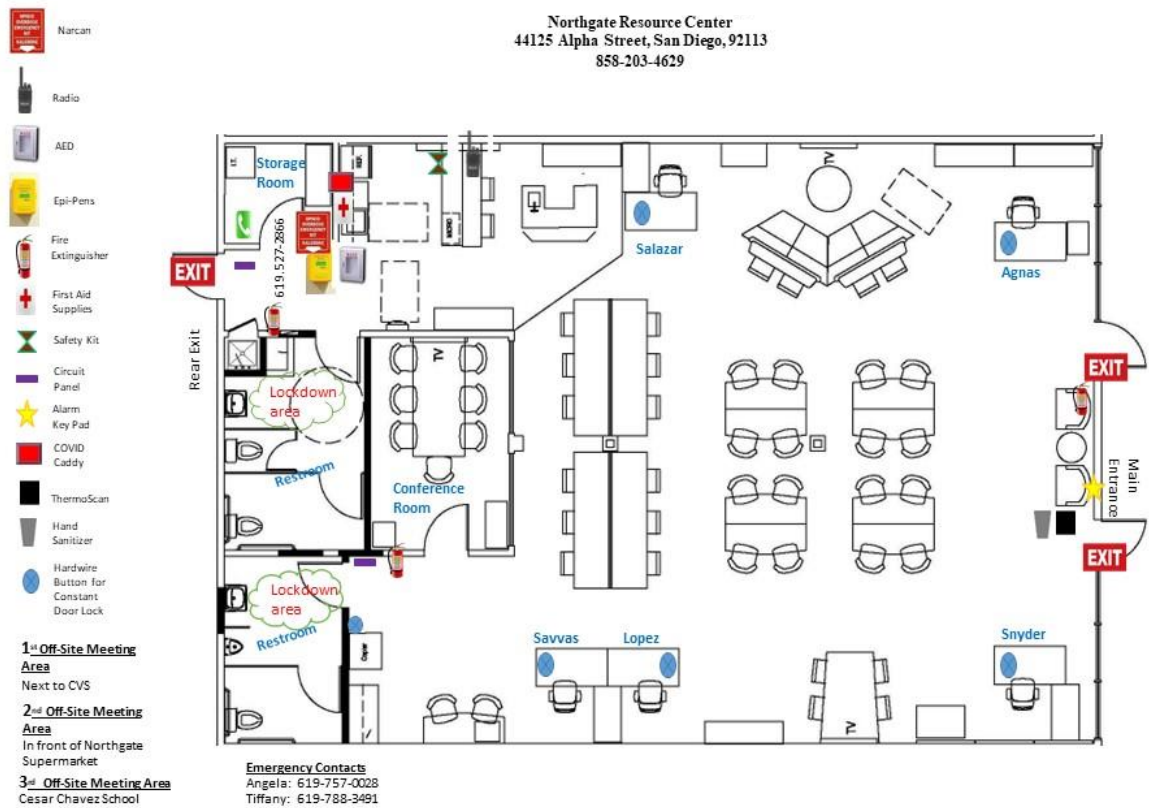 Northgate Resource Center
44125 Alpha Street, San Diego, 92113
858-203-4629
Narcan
Radio
AED
Epi-Pens
Fire
Extinguisher
First Aid
Supplies
Safety Kit
Circuit
Panel
Alarm
Key Pad
COVID
Caddy
ThermoScan
Hand
Sanitizer
Hardwire
Button for
Constant
Door Lock
1st Off-Site Meeting
Area
Next to CVS
2nd Off-Site Meeting
Area
In front of Northgate
Supermarket
3rd Off-Site Meeting Area
Cesar Chavez School
I.T.
Storage
Room
REF.
MICRO
619.527-2866
EXIT
Rear Exit
Salazar
TV
Agnas
TV
Lockdown
area
Restroom
Conference
Room
EXIT
Main
Entrance
EXIT
Lockdown
area
Restroom
Copier
Savvas
Lopez
Snyder
TV
Emergency Contacts
Angela: 619-757-0028
Tiffany: 619-788-3491